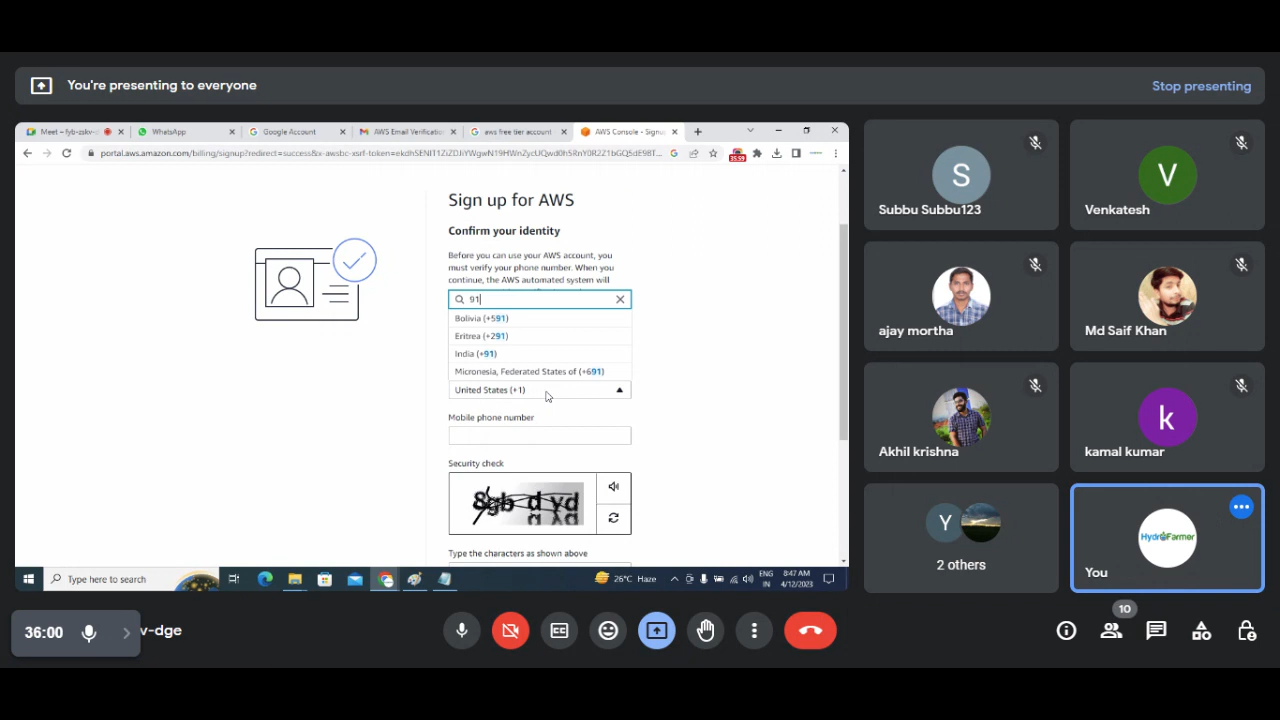 You're presenting to everyone
Stop presenting
Meet – fyb-zskv-d
WhatsApp
Google Account
AWS Email Verificatio
aws free tier account
AWS Console - Signup
portal.aws.amazon.com/billing/signup?redirect=success&x-awsbc-xsrf-token=
35:59
Sign up for AWS
Confirm your identity
Before you can use your AWS account, you
must verify your phone number. When you
continue, the AWS automated system will
91
Bolivia (+591)
Eritrea (+291)
India (+91)
Micronesia, Federated States of (+691)
United States (+1)
Mobile phone number
Security check
Type the characters as shown above
Type here to search
26°C Haze
ENG
IN
8:47 AM
4/12/2023
S
Subbu Subbu123
V
Venkatesh
ajay mortha
Md Saif Khan
Akhil krishna
k
kamal kumar
Y
2 others
HydroFarmer
You
36:00
v-dge
10